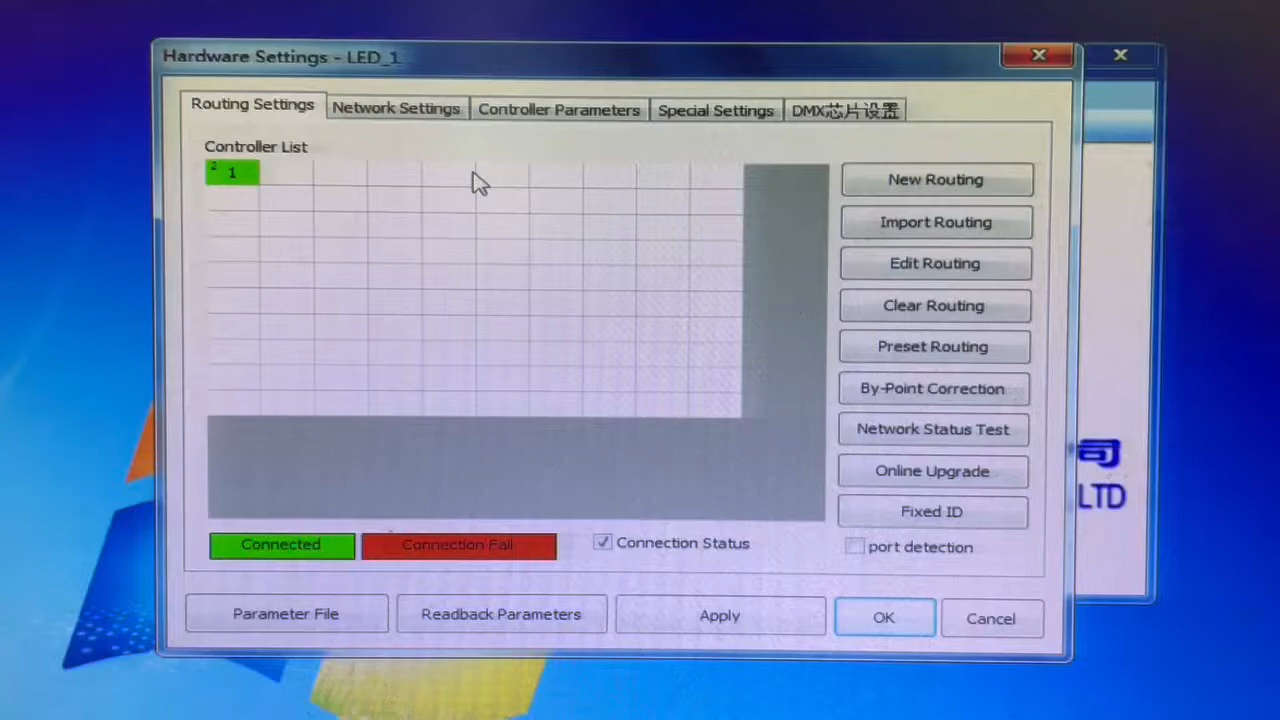 Hardware Settings - LED_1
Routing Settings
Network Settings
Controller Parameters
Special Settings
DMX芯片设置
Controller List
2
1
New Routing
Import Routing
Edit Routing
Clear Routing
Preset Routing
By-Point Correction
Network Status Test
Online Upgrade
Fixed ID
司
LTD
Connected
Connection Fail
Connection Status
port detection
Parameter File
Readback Parameters
Apply
OK
Cancel